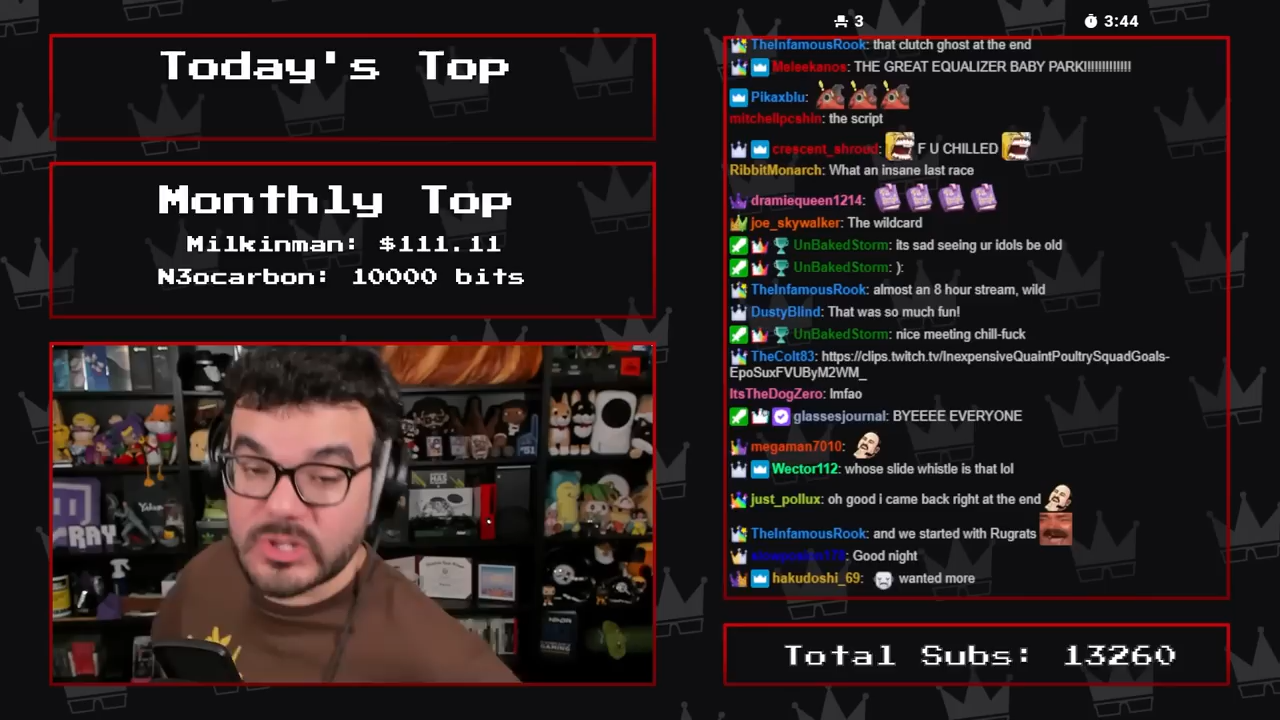 3
3:44
Today's Top
Monthly Top
Milkinman: $111.11
N3ocarbon: 10000 bits
TheInfamousRook: that clutch ghost at the end
Meleekanos: THE GREAT EQUALIZER BABY PARK!!!!!!!!!!!!!
Pikaxblu:
mitchellpcshin: the script
crescent_shroud: F U CHILLED
RibbitMonarch: What an insane last race
dramiequeen1214:
joe_skywalker: The wildcard
UnBakedStorm: its sad seeing ur idols be old
UnBakedStorm: ):
TheInfamousRook: almost an 8 hour stream, wild
DustyBlind: That was so much fun!
UnBakedStorm: nice meeting chill-fuck
TheColt83: https://clips.twitch.tv/InexpensiveQuaintPoultrySquadGoals-
EpoSuxFVUByM2WM_
ItsTheDogZero: lmfao
glassesjournal: BYEEEE EVERYONE
megaman7010:
Wector112: whose slide whistle is that lol
just_pollux: oh good i came back right at the end
TheInfamousRook: and we started with Rugrats
: Good night
hakudoshi_69: wanted more
RAY
Total Subs: 13260